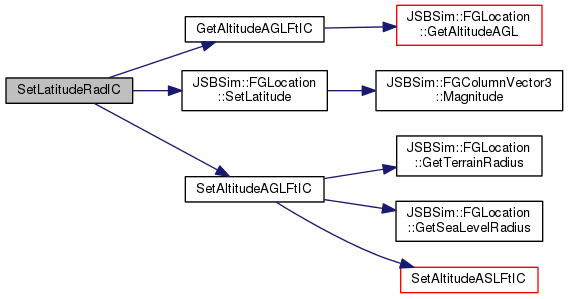 GetAltitudeAGLFtIC
JSBSim::FGLocation
::GetAltitudeAGL
SetLatitudeRadIC
JSBSim::FGLocation
::SetLatitude
JSBSim::FGColumnVector3
::Magnitude
SetAltitudeAGLFtIC
JSBSim::FGLocation
::GetTerrainRadius
JSBSim::FGLocation
::GetSeaLevelRadius
SetAltitudeASLFtIC